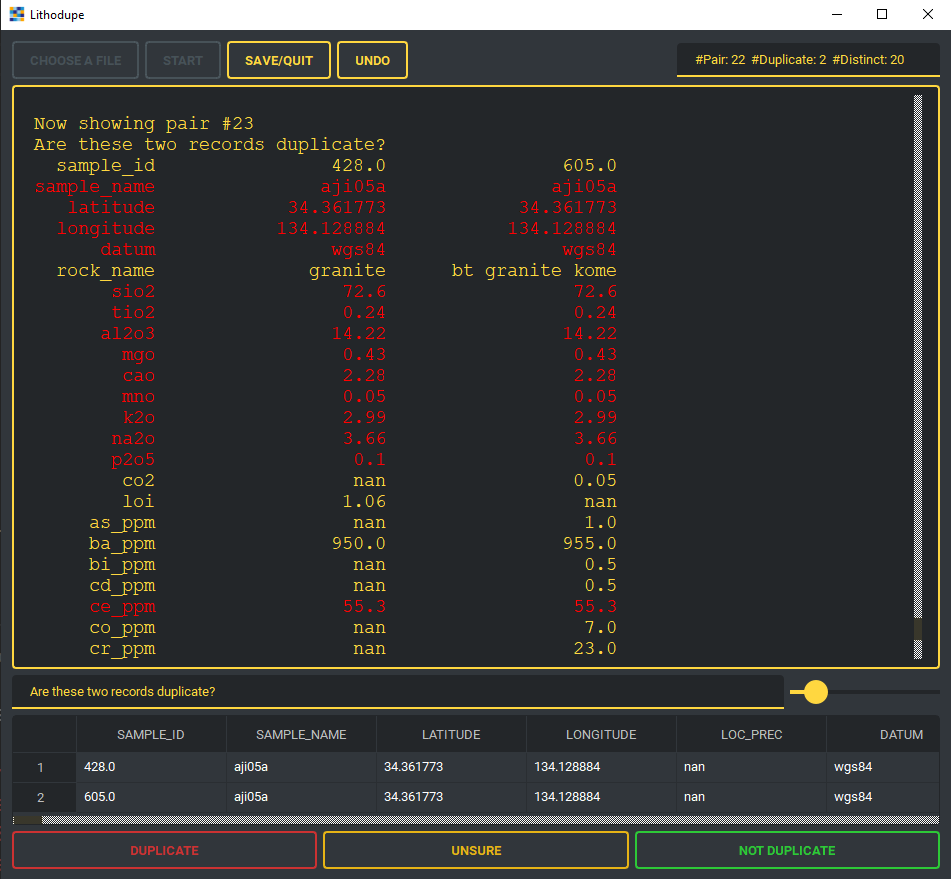 Lithodupe
CHOOSE A FILE START SAVE/QUIT UNDO #Pair: 22 #Duplicate: 2 #Distinct: 20
Now showing pair #23
Are these two records duplicate?
sample_id 428.0 605.0
sample_name aji05a aji05a
latitude 34.361773 34.361773
longitude 134.128884 134.128884
datum wgs84 wgs84
rock_name granite bt granite kome
sio2 72.6 72.6
tio2 0.24 0.24
al2o3 14.22 14.22
mgo 0.43 0.43
cao 2.28 2.28
mno 0.05 0.05
k2o 2.99 2.99
na2o 3.66 3.66
p2o5 0.1 0.1
co2 nan 0.05
loi 1.06 nan
as_ppm nan 1.0
ba_ppm 950.0 955.0
bi_ppm nan 0.5
cd_ppm nan 0.5
ce_ppm 55.3 55.3
co_ppm nan 7.0
cr_ppm nan 23.0
Are these two records duplicate?
SAMPLE_ID SAMPLE_NAME LATITUDE LONGITUDE LOC_PREC DATUM
1 428.0 aji05a 34.361773 134.128884 nan wgs84
2 605.0 aji05a 34.361773 134.128884 nan wgs84
DUPLICATE UNSURE NOT DUPLICATE